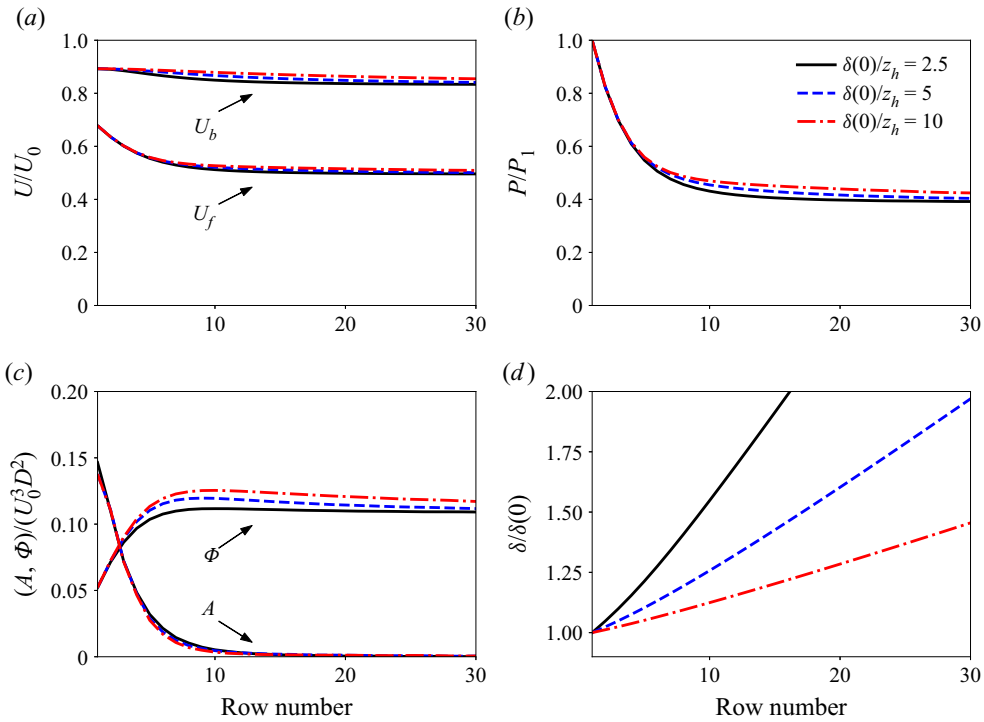 (a)
1.0
0.8
0.6
0.4
0.2
0
U/U0
Ub
Uf
10
20
30
(b)
1.0
0.8
0.6
0.4
0.2
0
P/P1
δ(0)/zh = 2.5
δ(0)/zh = 5
δ(0)/zh = 10
10
20
30
(c)
0.20
0.15
0.10
0.05
0
(A, Φ)/(U0^3D^2)
Φ
A
10
20
30
Row number
(d)
2.00
1.75
1.50
1.25
1.00
δ/δ(0)
10
20
30
Row number